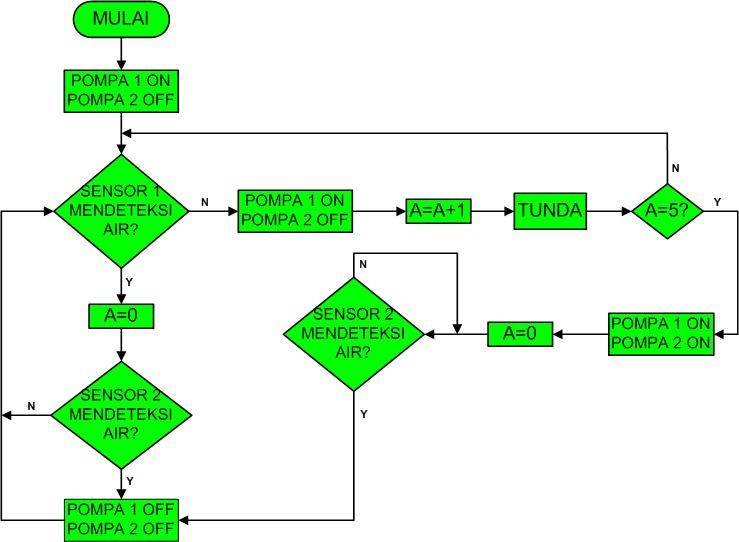 MULAI
POMPA 1 ON
POMPA 2 OFF
N
SENSOR 1
MENDETEKSI
AIR?
N
POMPA 1 ON
POMPA 2 OFF
A=A+1
TUNDA
A=5?
Y
Y
A=0
N
SENSOR 2
MENDETEKSI
AIR?
A=0
POMPA 1 ON
POMPA 2 ON
SENSOR 2
MENDETEKSI
AIR?
N
Y
Y
POMPA 1 OFF
POMPA 2 OFF